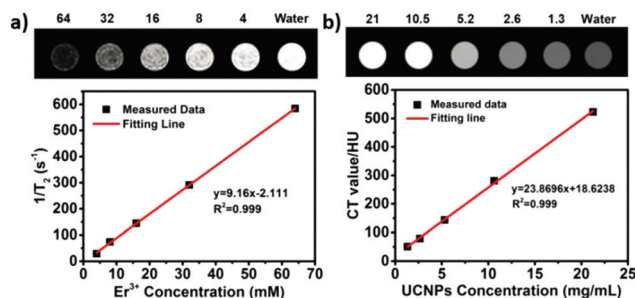 a)
64 32 16 8 4 Water
600
500
400
300
200
100
0
1/T₂ (s⁻¹)
Measured Data
Fitting Line
y=9.16x-2.111
R²=0.999
0 10 20 30 40 50 60 70
Er³⁺ Concentration (mM)
b)
21 10.5 5.2 2.6 1.3 Water
600
500
400
300
200
100
0
CT value/HU
Measured data
Fitting line
y=23.8696x+18.6238
R²=0.999
0 5 10 15 20 25
UCNPs Concentration (mg/mL)